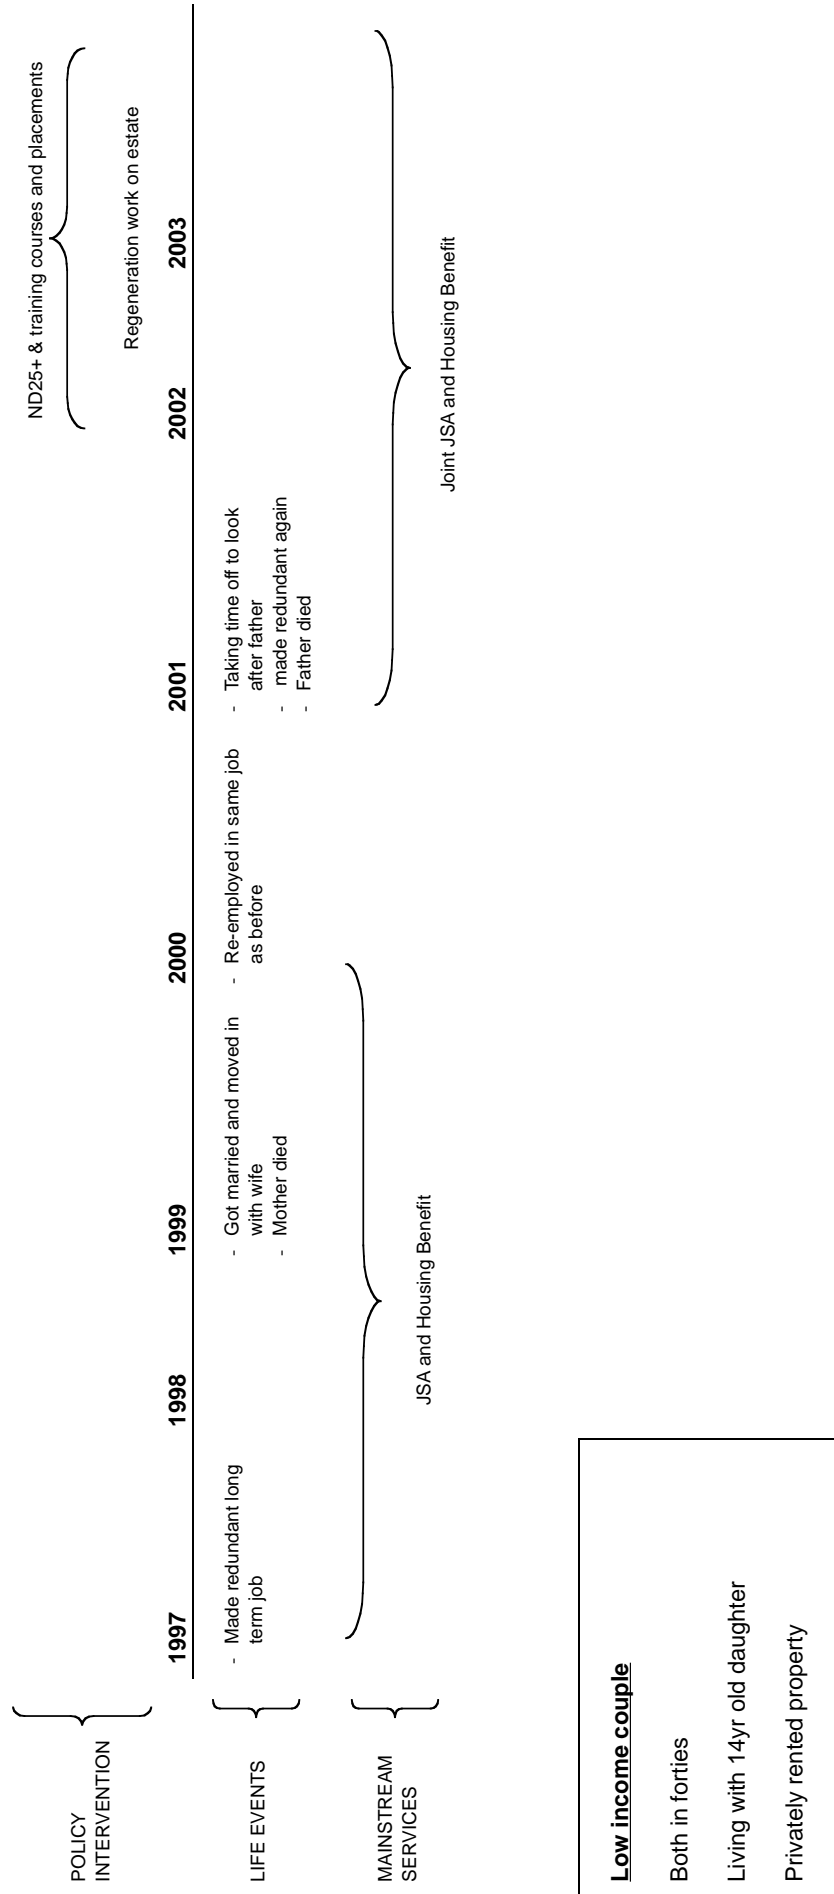 ND25+ & training courses and placements
Regeneration work on estate
POLICY
INTERVENTION
1997
1998
1999
2000
2001
2002
2003
LIFE EVENTS
- Made redundant long
term job
- Got married and moved in
with wife
- Mother died
- Re-employed in same job
as before
- Taking time off to look
after father
- made redundant again
- Father died
MAINSTREAM
SERVICES
JSA and Housing Benefit
Joint JSA and Housing Benefit
Low income couple
Both in forties
Living with 14yr old daughter
Privately rented property